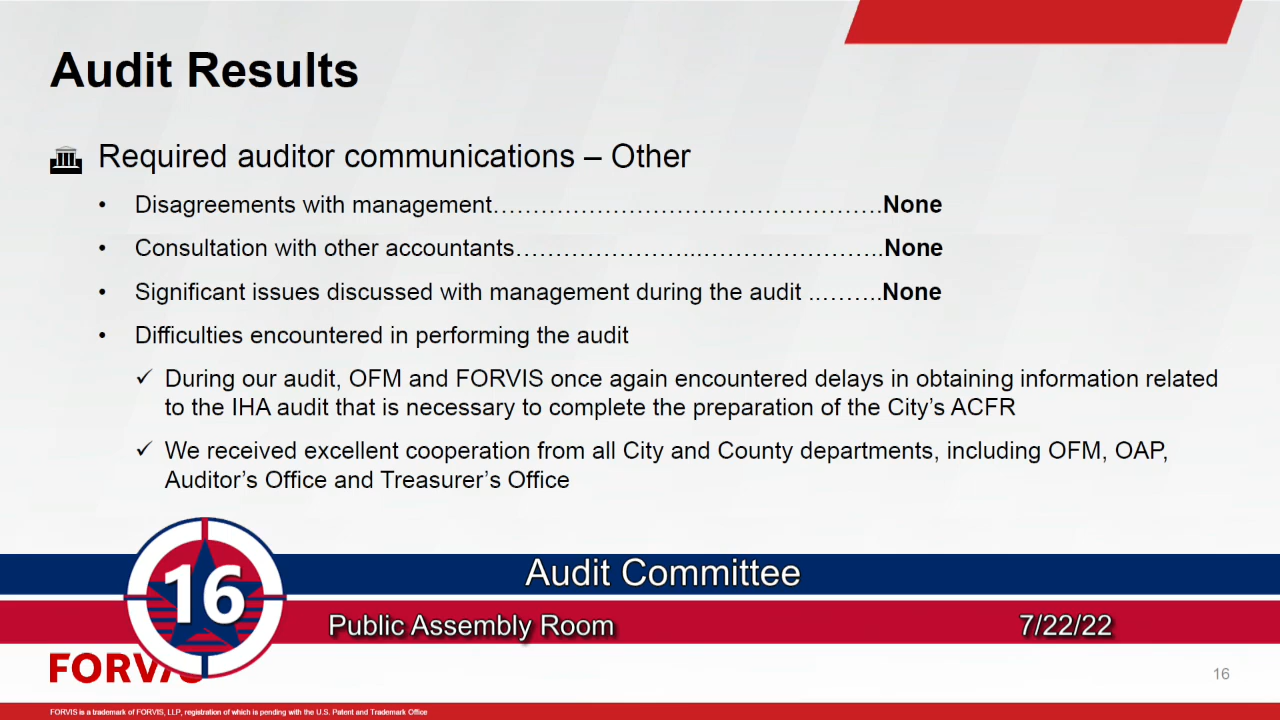 Audit Results
Required auditor communications – Other
• Disagreements with management………………………………………….None
• Consultation with other accountants…………………..…………………..None
• Significant issues discussed with management during the audit ……….None
• Difficulties encountered in performing the audit
✓ During our audit, OFM and FORVIS once again encountered delays in obtaining information related
to the IHA audit that is necessary to complete the preparation of the City’s ACFR
✓ We received excellent cooperation from all City and County departments, including OFM, OAP,
Auditor’s Office and Treasurer’s Office
16
Audit Committee
Public Assembly Room 7/22/22
FORVIS
16
FORVIS is a trademark of FORVIS, LLP, registration of which is pending with the U.S. Patent and Trademark Office